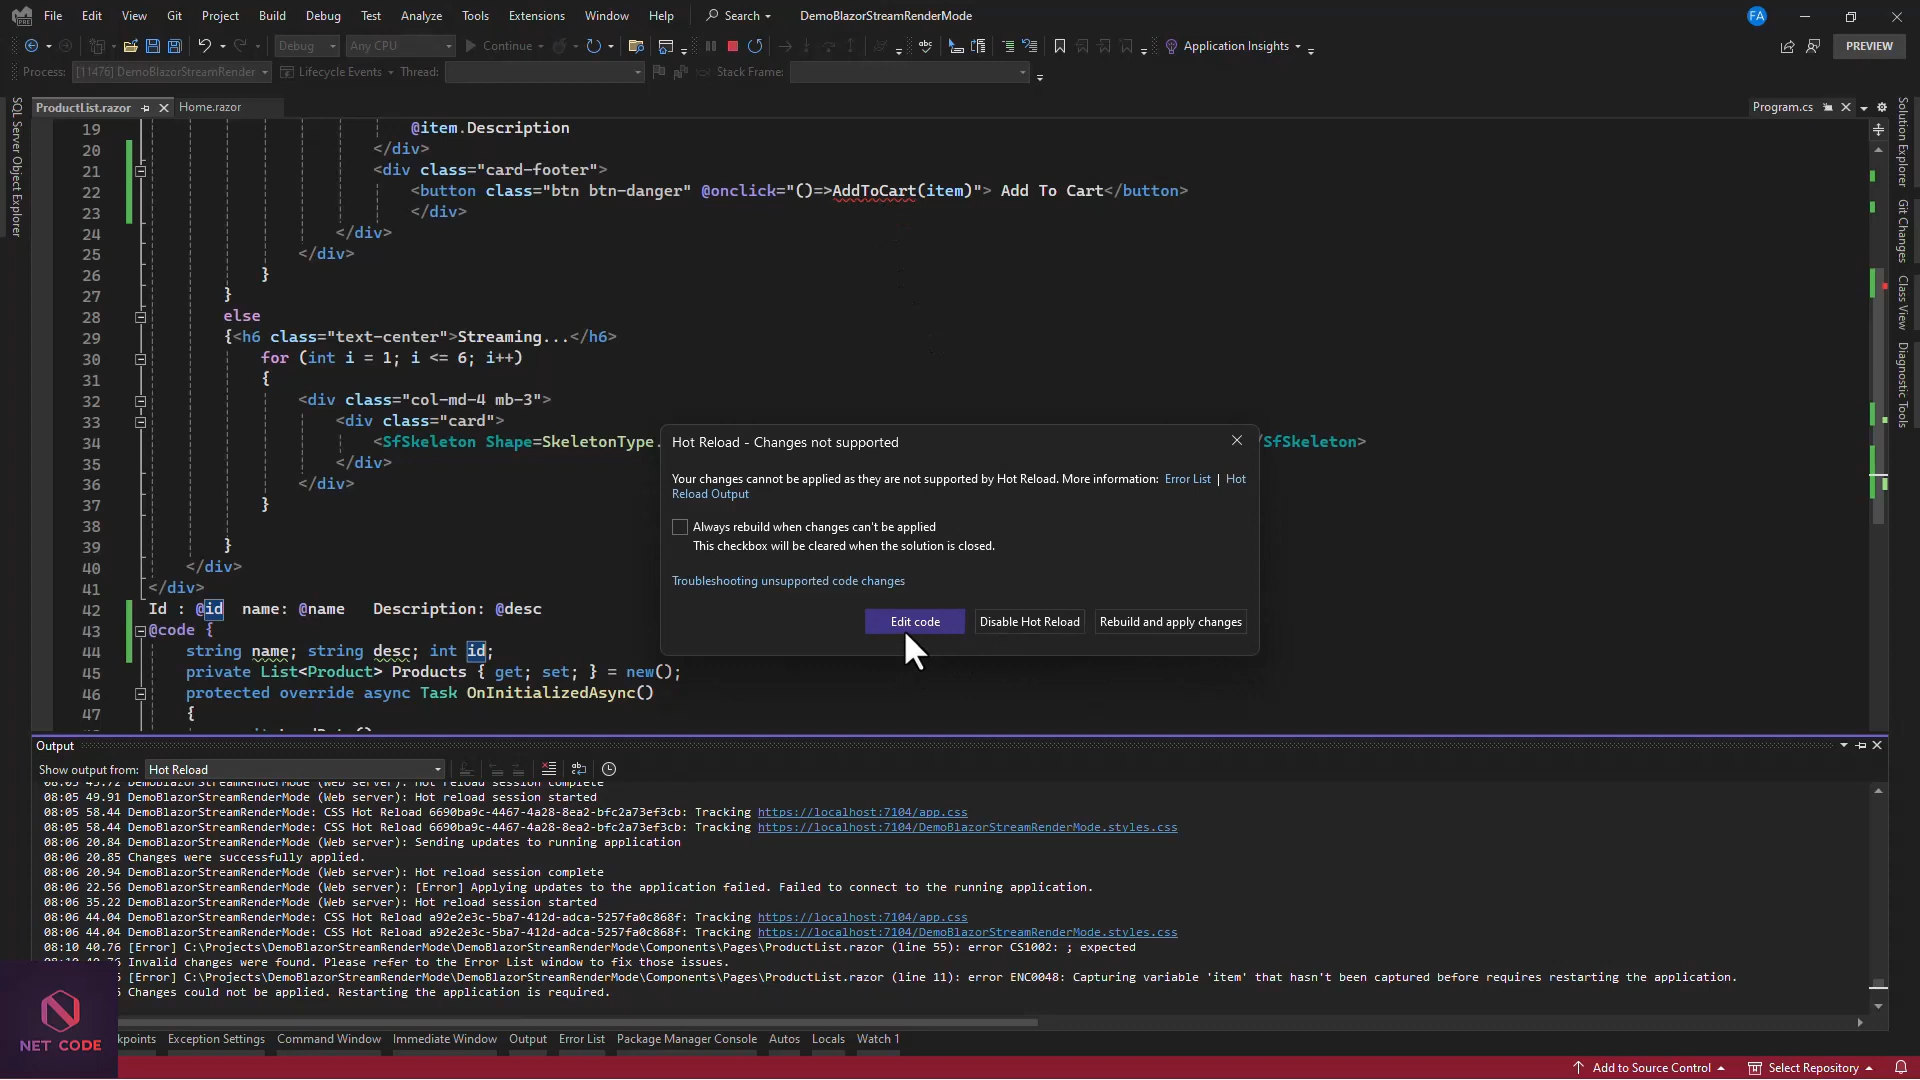 File Edit View Git Project Build Debug Test Analyze Tools Extensions Window Help Search DemoBlazorStreamRenderMode FA
Debug Any CPU Continue Application Insights PREVIEW
Process: [11476] DemoBlazorStreamRender Lifecycle Events Thread: Stack Frame:
ProductList.razor Home.razor Program.cs
SQL Server Object Explorer
Solution Explorer
Git Changes
Class View
Diagnostic Tools
19 @item.Description
20 </div>
21 <div class="card-footer">
22 <button class="btn btn-danger" @onclick="()=>AddToCart(item)"> Add To Cart</button>
23 </div>
24 </div>
25 </div>
26 }
27 }
28 else
29 {<h6 class="text-center">Streaming...</h6>
30 for (int i = 1; i <= 6; i++)
31 {
32 <div class="col-md-4 mb-3">
33 <div class="card">
34 <SfSkeleton Shape=SkeletonType. /SfSkeleton>
35 </div>
36 </div>
37 }
38
39 }
40 </div>
41 </div>
42 Id : @id name: @name Description: @desc
43 @code {
44 string name; string desc; int id;
45 private List<Product> Products { get; set; } = new();
46 protected override async Task OnInitializedAsync()
47 {
Hot Reload - Changes not supported
Your changes cannot be applied as they are not supported by Hot Reload. More information: Error List | Hot
Reload Output
Always rebuild when changes can't be applied
This checkbox will be cleared when the solution is closed.
Troubleshooting unsupported code changes
Edit code Disable Hot Reload Rebuild and apply changes
Output
Show output from: Hot Reload
08:05 49.91 DemoBlazorStreamRenderMode (Web server): Hot reload session started
08:05 58.44 DemoBlazorStreamRenderMode: CSS Hot Reload 6690ba9c-4467-4a28-8ea2-bfc2a73ef3cb: Tracking https://localhost:7104/app.css
08:05 58.44 DemoBlazorStreamRenderMode: CSS Hot Reload 6690ba9c-4467-4a28-8ea2-bfc2a73ef3cb: Tracking https://localhost:7104/DemoBlazorStreamRenderMode.styles.css
08:06 20.84 DemoBlazorStreamRenderMode (Web server): Sending updates to running application
08:06 20.85 Changes were successfully applied.
08:06 20.94 DemoBlazorStreamRenderMode (Web server): Hot reload session complete
08:06 22.56 DemoBlazorStreamRenderMode (Web server): [Error] Applying updates to the application failed. Failed to connect to the running application.
08:06 35.22 DemoBlazorStreamRenderMode (Web server): Hot reload session started
08:06 44.04 DemoBlazorStreamRenderMode: CSS Hot Reload a92e2e3c-5ba7-412d-adca-5257fa0c868f: Tracking https://localhost:7104/app.css
08:06 44.04 DemoBlazorStreamRenderMode: CSS Hot Reload a92e2e3c-5ba7-412d-adca-5257fa0c868f: Tracking https://localhost:7104/DemoBlazorStreamRenderMode.styles.css
08:10 40.76 [Error] C:\Projects\DemoBlazorStreamRenderMode\DemoBlazorStreamRenderMode\Components\Pages\ProductList.razor (line 55): error CS1002: ; expected
Invalid changes were found. Please refer to the Error List window to fix those issues.
[Error] C:\Projects\DemoBlazorStreamRenderMode\DemoBlazorStreamRenderMode\Components\Pages\ProductList.razor (line 11): error ENC0048: Capturing variable 'item' that hasn't been captured before requires restarting the application.
Changes could not be applied. Restarting the application is required.
NET CODE
Exception Settings Command Window Immediate Window Output Error List Package Manager Console Autos Locals Watch 1
Add to Source Control Select Repository